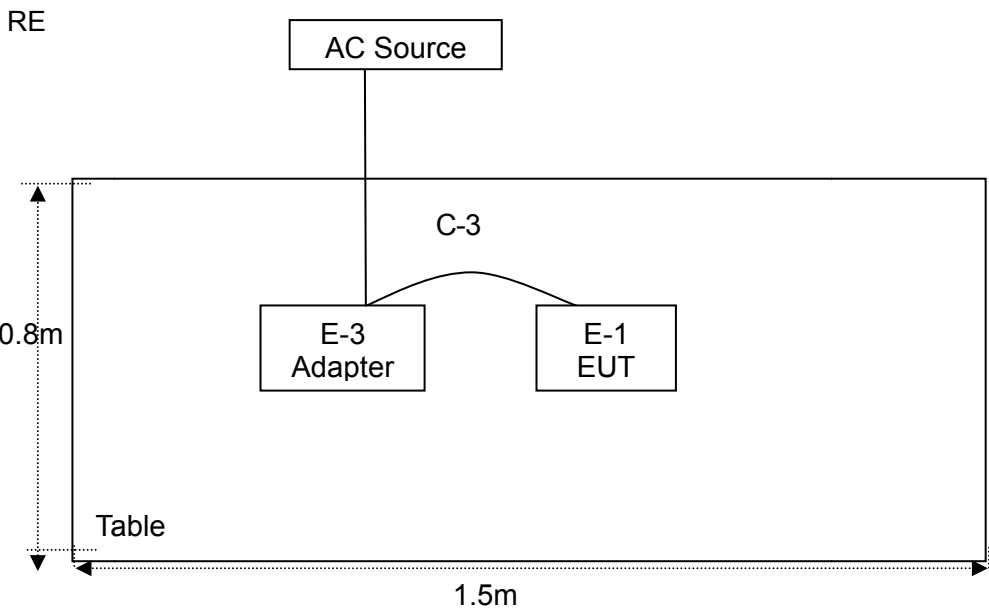 RE
AC Source
C-3
E-3
Adapter
E-1
EUT
0.8m
Table
1.5m